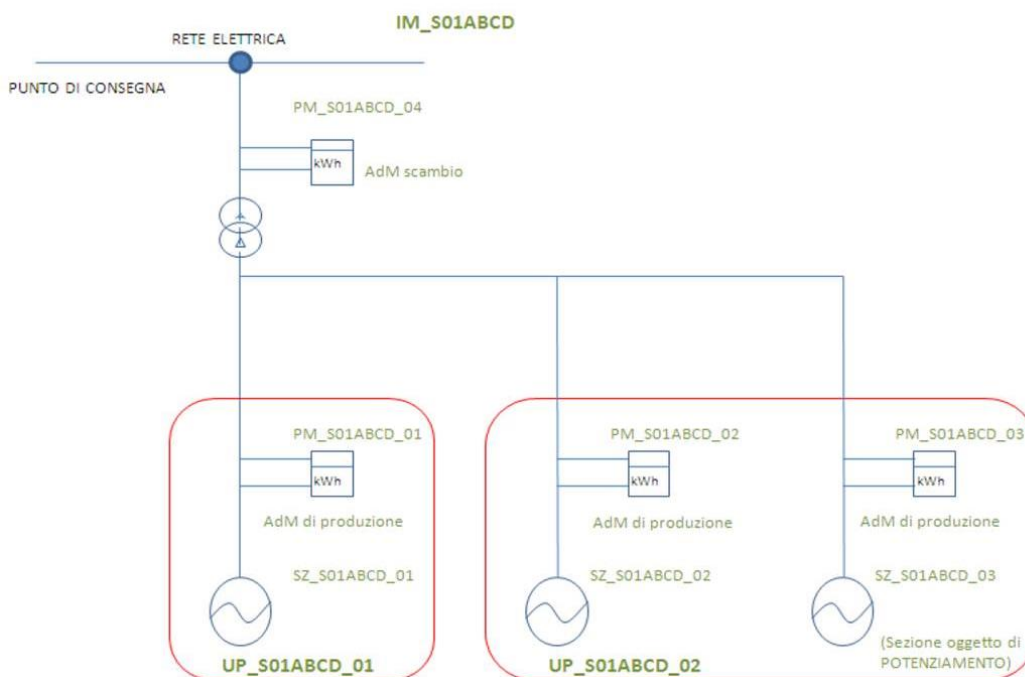 IM_S01ABCD
RETE ELETTRICA
PUNTO DI CONSEGNA
PM_S01ABCD_04
kWh
AdM scambio
PM_S01ABCD_01
PM_S01ABCD_02
PM_S01ABCD_03
kWh
kWh
kWh
AdM di produzione
AdM di produzione
AdM di produzione
SZ_S01ABCD_01
SZ_S01ABCD_02
SZ_S01ABCD_03
(Sezione oggetto di
POTENZIAMENTO)
UP_S01ABCD_01
UP_S01ABCD_02